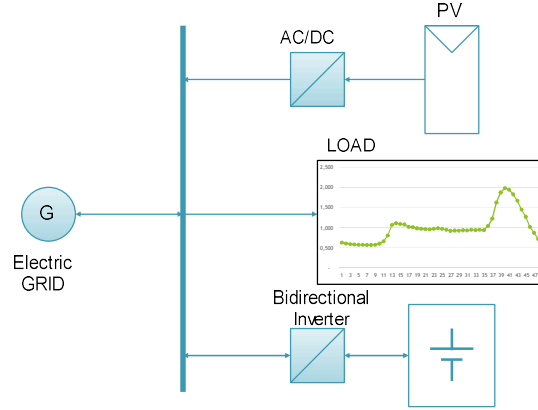 PV
AC/DC
LOAD
2,500
2,000
1,500
1,000
0,500
-
1 3 5 7 9 11 13 15 17 19 21 23 25 27 29 31 33 35 37 39 41 43 45 47
G
Electric
GRID
Bidirectional
Inverter